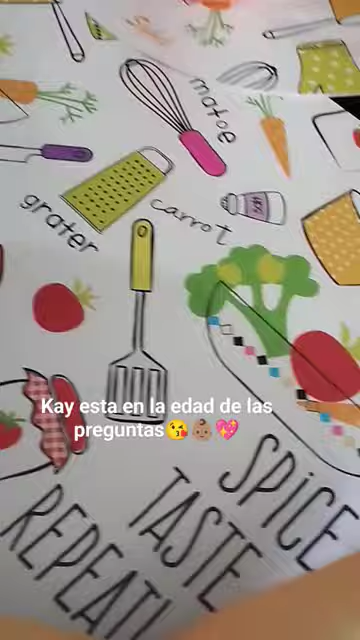 matoe
grater
carrot
Kay esta en la edad de las
preguntas😘👶🏽💖
SPICE
TASTE
REPEAT!